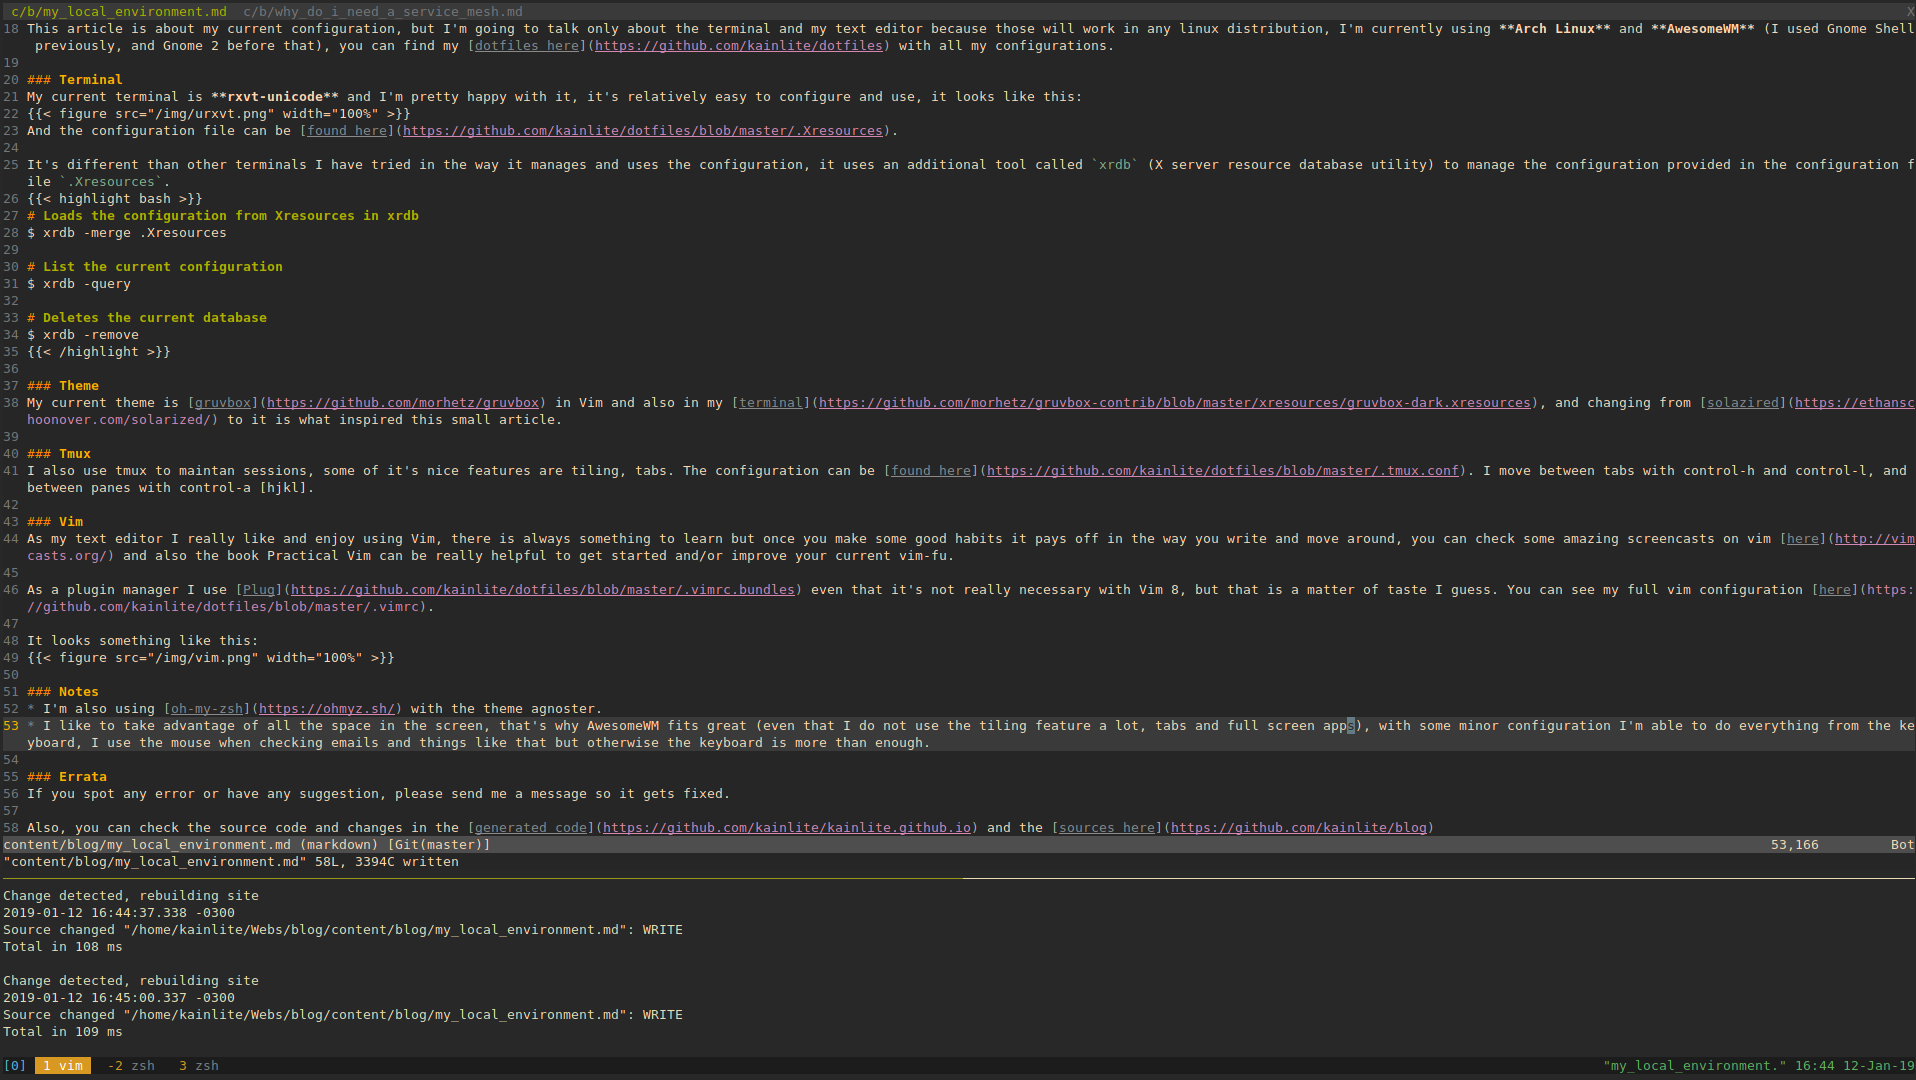 c/b/my_local_environment.md  c/b/why_do_i_need_a_service_mesh.md X
18 This article is about my current configuration, but I'm going to talk only about the terminal and my text editor because those will work in any linux distribution, I'm currently using **Arch Linux** and **AwesomeWM** (I used Gnome Shell
previously, and Gnome 2 before that), you can find my [dotfiles here](https://github.com/kainlite/dotfiles) with all my configurations.
19
20 ### Terminal
21 My current terminal is **rxvt-unicode** and I'm pretty happy with it, it's relatively easy to configure and use, it looks like this:
22 {{< figure src="/img/urxvt.png" width="100%" >}}
23 And the configuration file can be [found here](https://github.com/kainlite/dotfiles/blob/master/.Xresources).
24
25 It's different than other terminals I have tried in the way it manages and uses the configuration, it uses an additional tool called `xrdb` (X server resource database utility) to manage the configuration provided in the configuration f
ile `.Xresources`.
26 {{< highlight bash >}}
27 # Loads the configuration from Xresources in xrdb
28 $ xrdb -merge .Xresources
29
30 # List the current configuration
31 $ xrdb -query
32
33 # Deletes the current database
34 $ xrdb -remove
35 {{< /highlight >}}
36
37 ### Theme
38 My current theme is [gruvbox](https://github.com/morhetz/gruvbox) in Vim and also in my [terminal](https://github.com/morhetz/gruvbox-contrib/blob/master/xresources/gruvbox-dark.xresources), and changing from [solazired](https://ethansc
hoonover.com/solarized/) to it is what inspired this small article.
39
40 ### Tmux
41 I also use tmux to maintan sessions, some of it's nice features are tiling, tabs. The configuration can be [found here](https://github.com/kainlite/dotfiles/blob/master/.tmux.conf). I move between tabs with control-h and control-l, and
between panes with control-a [hjkl].
42
43 ### Vim
44 As my text editor I really like and enjoy using Vim, there is always something to learn but once you make some good habits it pays off in the way you write and move around, you can check some amazing screencasts on vim [here](http://vim
casts.org/) and also the book Practical Vim can be really helpful to get started and/or improve your current vim-fu.
45
46 As a plugin manager I use [Plug](https://github.com/kainlite/dotfiles/blob/master/.vimrc.bundles) even that it's not really necessary with Vim 8, but that is a matter of taste I guess. You can see my full vim configuration [here](https:
//github.com/kainlite/dotfiles/blob/master/.vimrc).
47
48 It looks something like this:
49 {{< figure src="/img/vim.png" width="100%" >}}
50
51 ### Notes
52 * I'm also using [oh-my-zsh](https://ohmyz.sh/) with the theme agnoster.
53 * I like to take advantage of all the space in the screen, that's why AwesomeWM fits great (even that I do not use the tiling feature a lot, tabs and full screen apps), with some minor configuration I'm able to do everything from the ke
yboard, I use the mouse when checking emails and things like that but otherwise the keyboard is more than enough.
54
55 ### Errata
56 If you spot any error or have any suggestion, please send me a message so it gets fixed.
57
58 Also, you can check the source code and changes in the [generated code](https://github.com/kainlite/kainlite.github.io) and the [sources here](https://github.com/kainlite/blog)
content/blog/my_local_environment.md (markdown) [Git(master)] 53,166 Bot
"content/blog/my_local_environment.md" 58L, 3394C written
Change detected, rebuilding site
2019-01-12 16:44:37.338 -0300
Source changed "/home/kainlite/Webs/blog/content/blog/my_local_environment.md": WRITE
Total in 108 ms

Change detected, rebuilding site
2019-01-12 16:45:00.337 -0300
Source changed "/home/kainlite/Webs/blog/content/blog/my_local_environment.md": WRITE
Total in 109 ms
[0] 1 vim -2 zsh 3 zsh "my_local_environment." 16:44 12-Jan-19